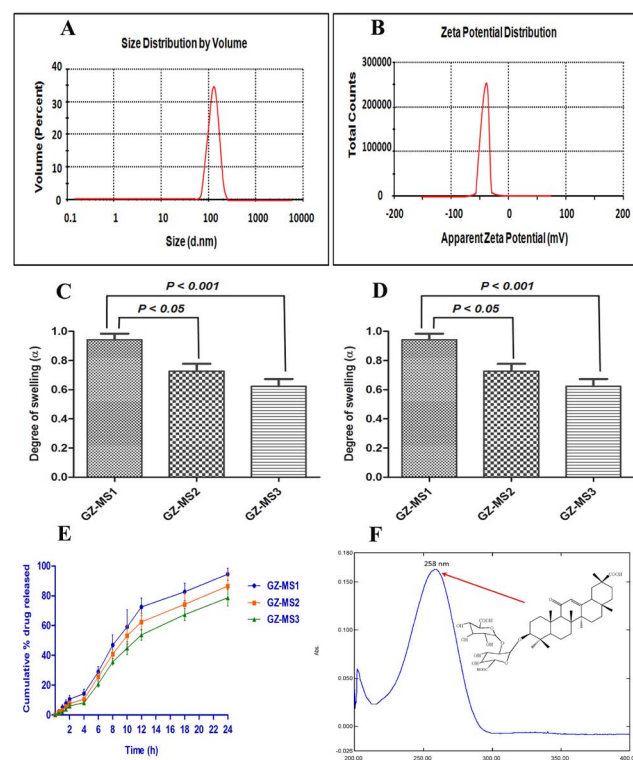 A
Size Distribution by Volume
Volume (Percent)
40
30
20
10
0
0.1 1 10 100 1000 10000
Size (d.nm)
B
Zeta Potential Distribution
Total Counts
300000
200000
100000
0
-200 -100 0 100 200
Apparent Zeta Potential (mV)
C
P < 0.001
P < 0.05
Degree of swelling (α)
1.0
0.8
0.6
0.4
0.2
0.0
GZ-MS1 GZ-MS2 GZ-MS3
D
P < 0.001
P < 0.05
Degree of swelling (α)
1.0
0.8
0.6
0.4
0.2
0.0
GZ-MS1 GZ-MS2 GZ-MS3
E
Cumulative % drug released
100
80
60
40
20
0
2 4 6 8 10 12 14 16 18 20 22 24
Time (h)
GZ-MS1
GZ-MS2
GZ-MS3
F
258 nm
Abs.
0.180
0.150
0.100
0.050
0.000
-0.026
200.00 250.00 300.00 350.00 400.00
COOH
COOH